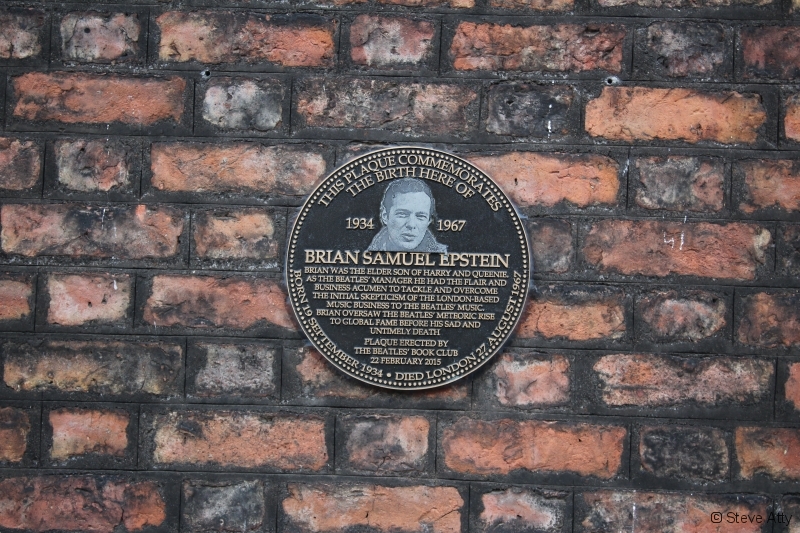 THIS PLAQUE COMMEMORATES
THE BIRTH HERE OF
1934 1967
BRIAN SAMUEL EPSTEIN
BRIAN WAS THE ELDER SON OF HARRY AND QUEENIE.
AS THE BEATLES' MANAGER HE HAD THE FLAIR AND
BUSINESS ACUMEN TO TACKLE AND OVERCOME
THE INITIAL SKEPTICISM OF THE LONDON-BASED
MUSIC BUSINESS TO THE BEATLES' MUSIC.
BRIAN OVERSAW THE BEATLES' METEORIC RISE
TO GLOBAL FAME BEFORE HIS SAD AND
UNTIMELY DEATH
PLAQUE ERECTED BY
THE BEATLES' BOOK CLUB
22 FEBRUARY 2015
BORN 19 SEPTEMBER 1934 • DIED LONDON 27 AUGUST 1967
© Steve Atty